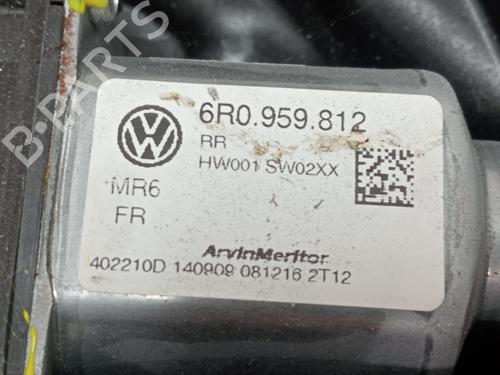 B-PARTS
6R0.959.812
RR
HW001 SW02XX
MR6
FR
ArvinMeritor
402210D 140909 081216 2T12